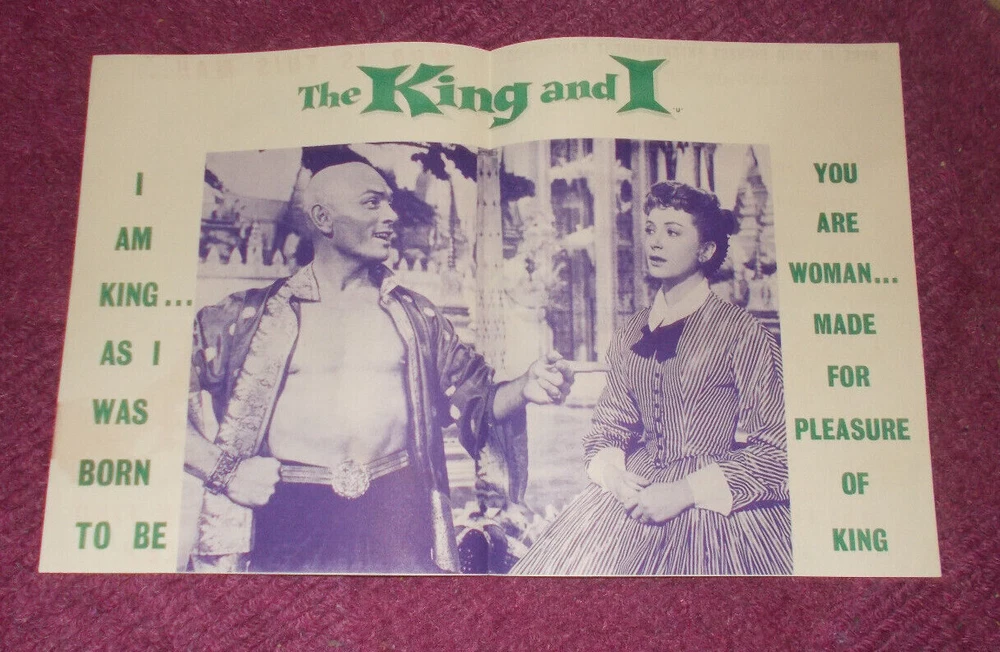 The King and I
"U"
I
AM
KING...
AS I
WAS
BORN
TO BE
YOU
ARE
WOMAN...
MADE
FOR
PLEASURE
OF
KING